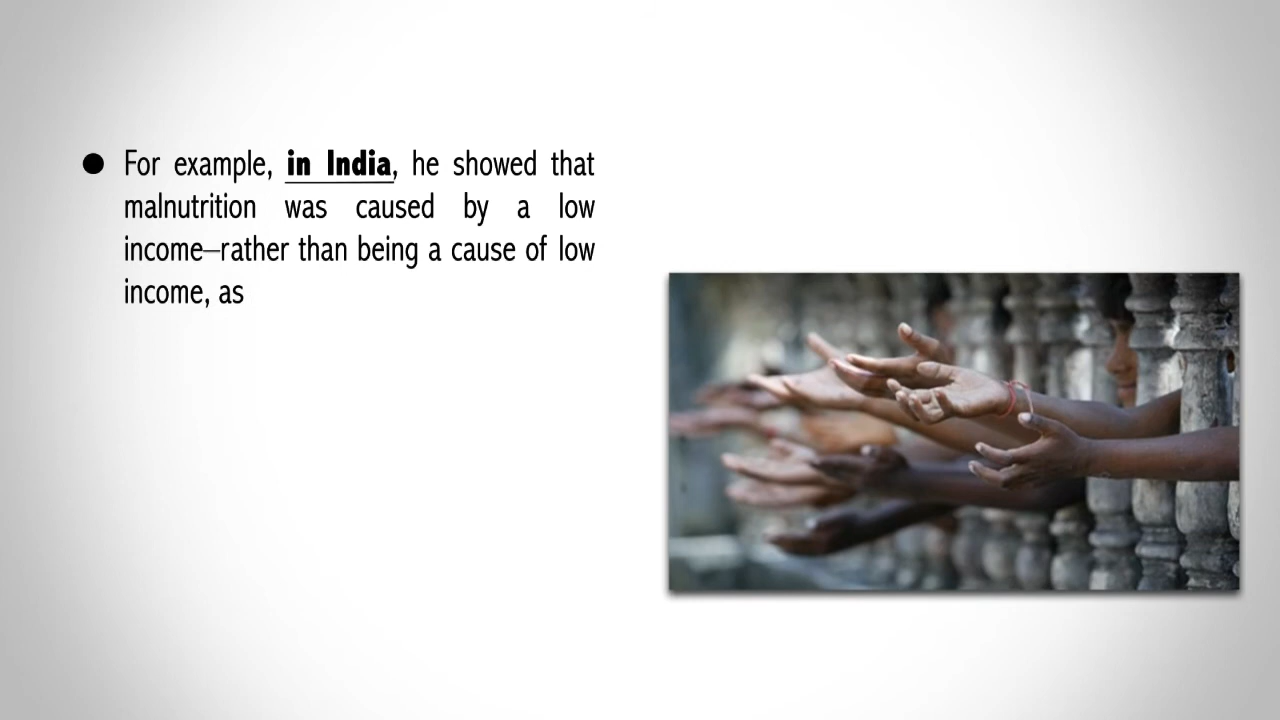 ● For example, in India, he showed that
malnutrition was caused by a low
income–rather than being a cause of low
income, as